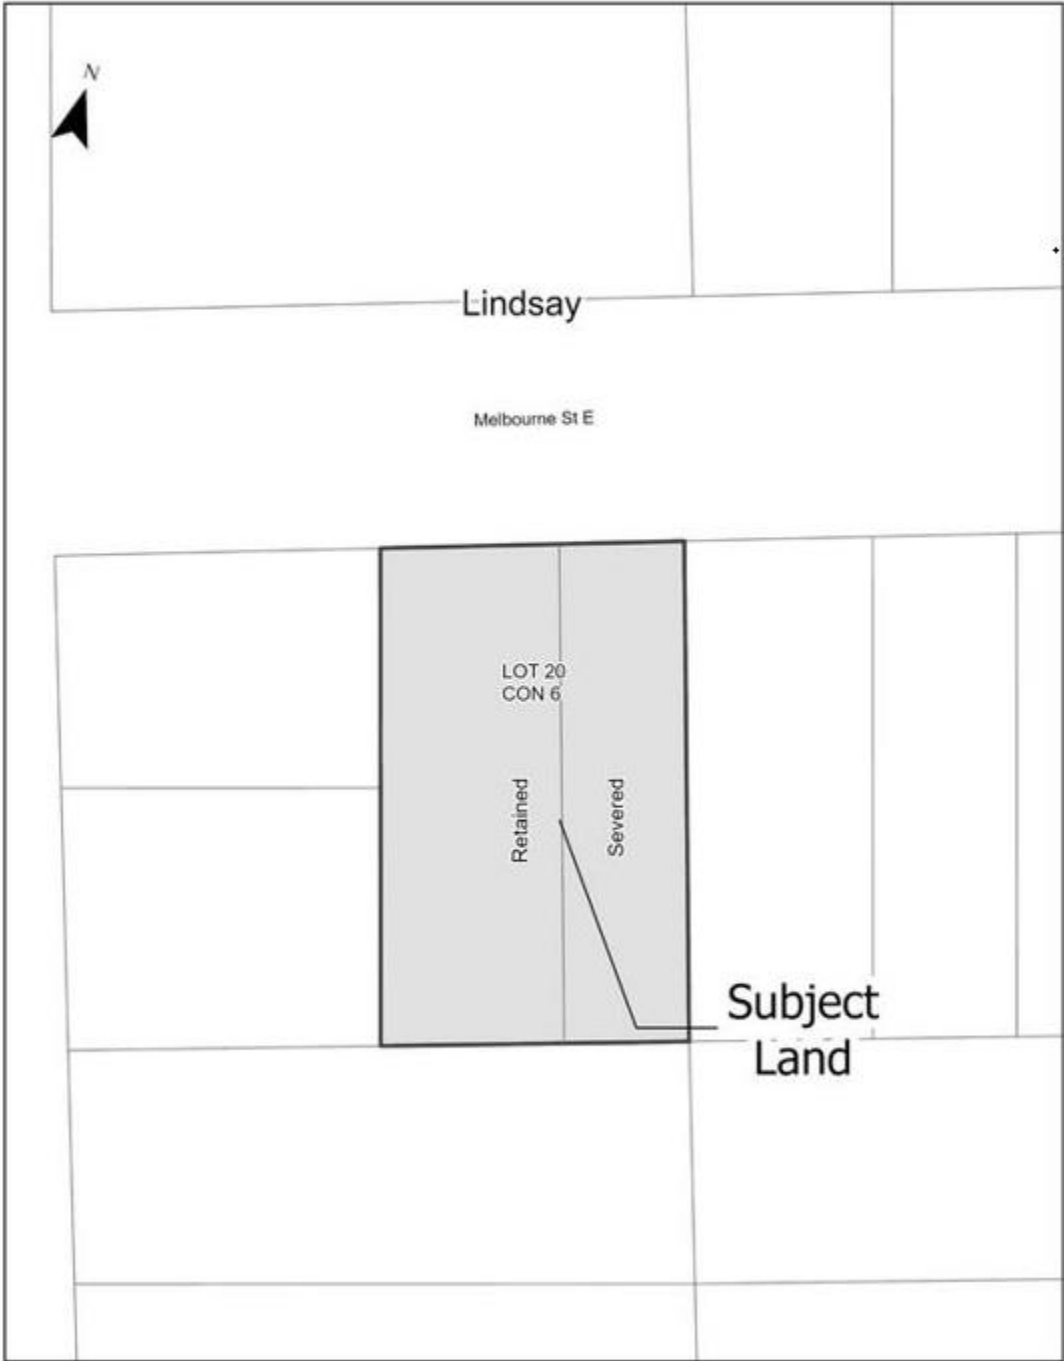 N
Lindsay
Melbourne St E
LOT 20
CON 6
Retained
Severed
Subject
Land